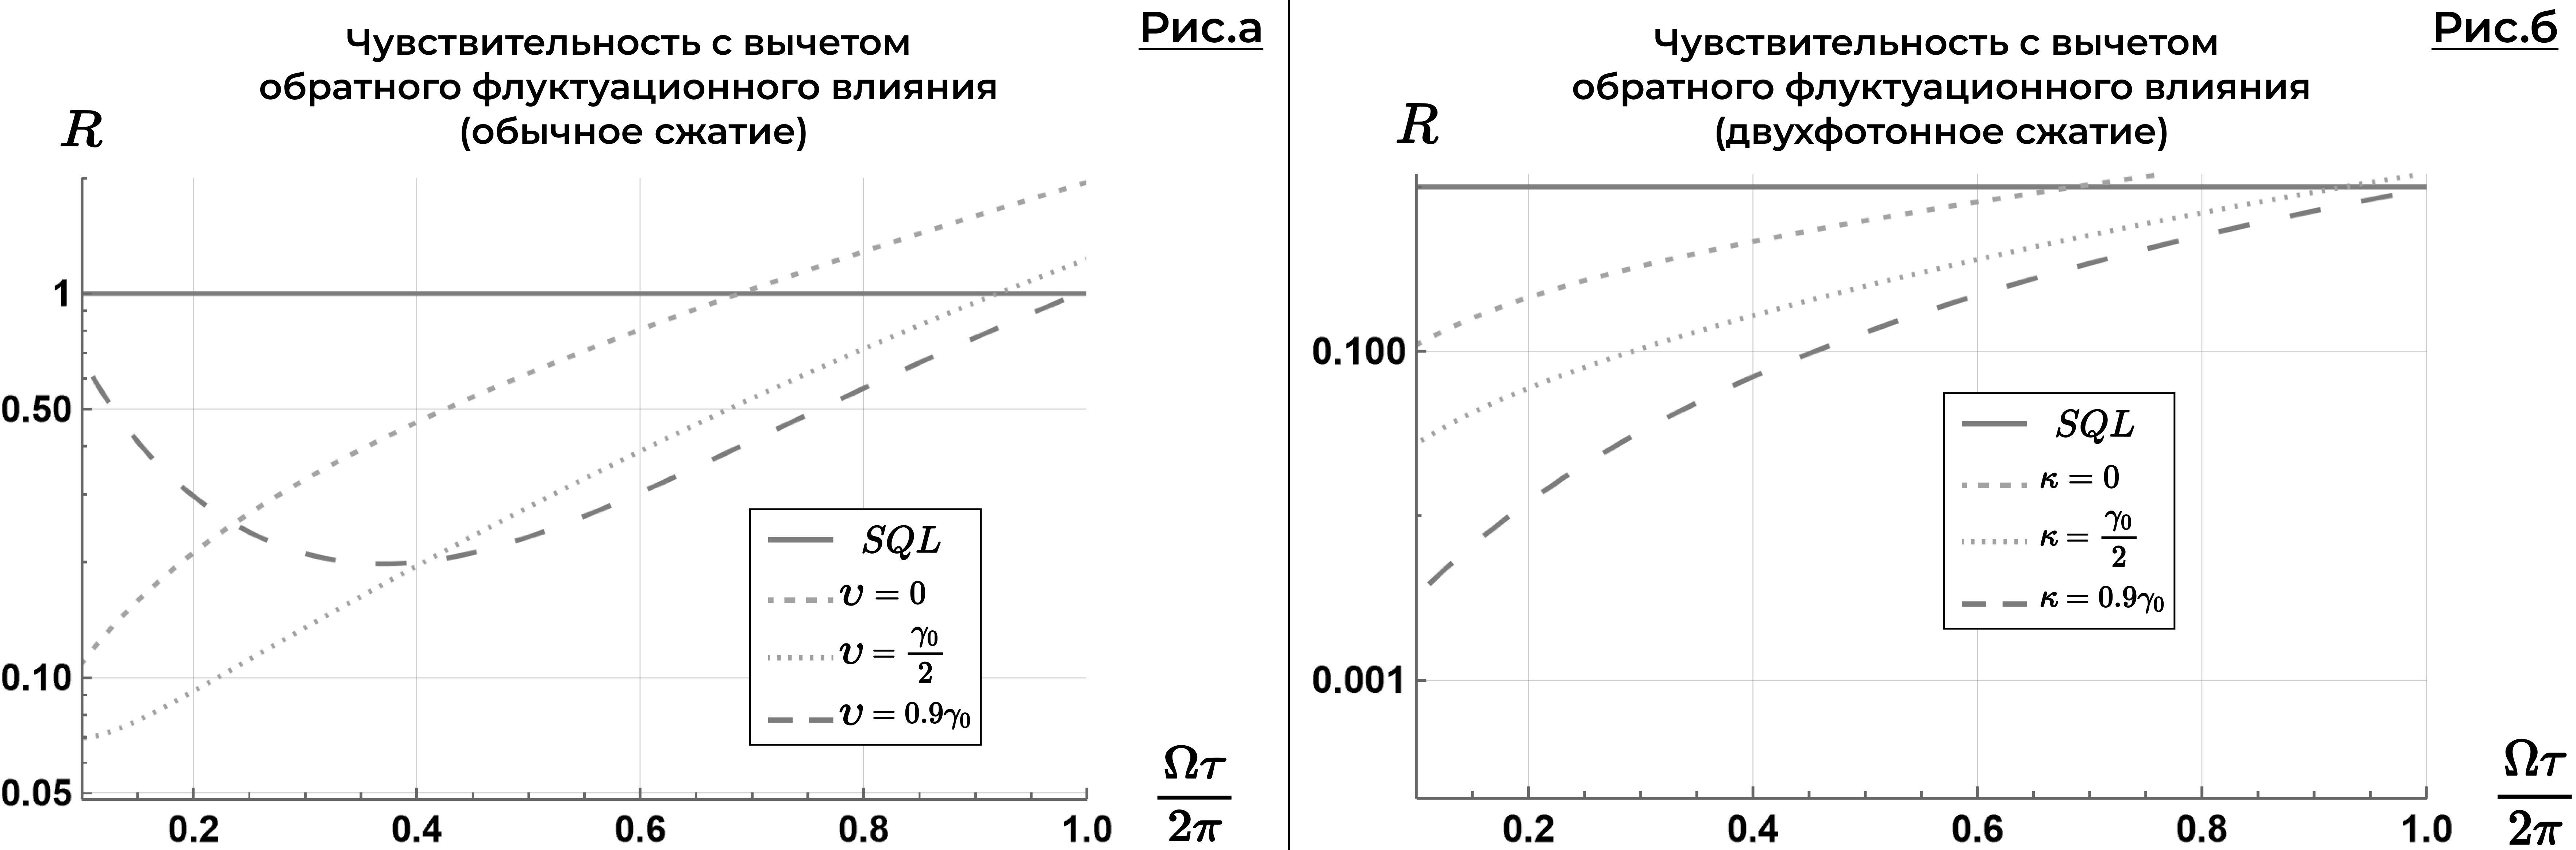 Рис.а
Чувствительность с вычетом
обратного флуктуационного влияния
(обычное сжатие)
R
1
0.50
0.10
0.05
0.2 0.4 0.6 0.8 1.0
Ωτ
2π
SQL
υ = 0
υ = γ₀/2
υ = 0.9γ₀
Рис.б
Чувствительность с вычетом
обратного флуктуационного влияния
(двухфотонное сжатие)
R
0.100
0.001
0.2 0.4 0.6 0.8 1.0
Ωτ
2π
SQL
κ = 0
κ = γ₀/2
κ = 0.9γ₀